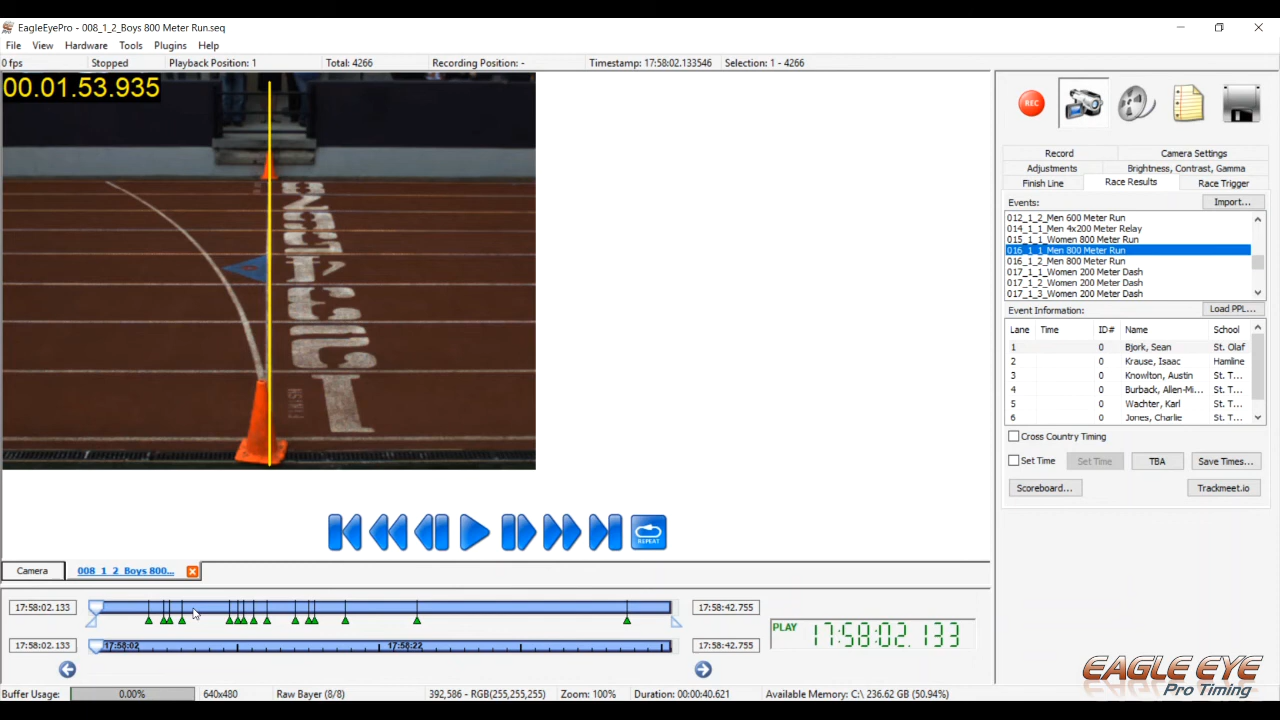 EagleEyePro - 008_1_2_Boys 800 Meter Run.seq
File View Hardware Tools Plugins Help
0 fps Stopped Playback Position: 1 Total: 4266 Recording Position: - Timestamp: 17:58:02.133546 Selection: 1 - 4266
00.01.53.935
REC
Record Camera Settings
Adjustments Brightness, Contrast, Gamma
Finish Line Race Results Race Trigger
Events: Import...
012_1_2_Men 600 Meter Run
014_1_1_Men 4x200 Meter Relay
015_1_1_Women 800 Meter Run
016_1_1_Men 800 Meter Run
016_1_2_Men 800 Meter Run
017_1_1_Women 200 Meter Dash
017_1_2_Women 200 Meter Dash
017_1_3_Women 200 Meter Dash
Event Information: Load PPL...
Lane Time ID# Name School
1 0 Bjork, Sean St. Olaf
2 0 Krause, Isaac Hamline
3 0 Knowlton, Austin St. T...
4 0 Burback, Allen-Mi... St. T...
5 0 Wachter, Karl St. T...
6 0 Jones, Charlie St. T...
Cross Country Timing
Set Time Set Time TBA Save Times...
Scoreboard... Trackmeet.io
REPEAT
Camera 008_1_2_Boys 800...
17:58:02.133 17:58:42.755
17:58:02.133 17:58:02 17:58:22 17:58:42.755
PLAY 17:58:02.133
EAGLE EYE
Pro Timing
Buffer Usage: 0.00% 640x480 Raw Bayer (8/8) 392,586 - RGB(255,255,255) Zoom: 100% Duration: 00:00:40.621 Available Memory: C:\ 236.62 GB (50.94%)